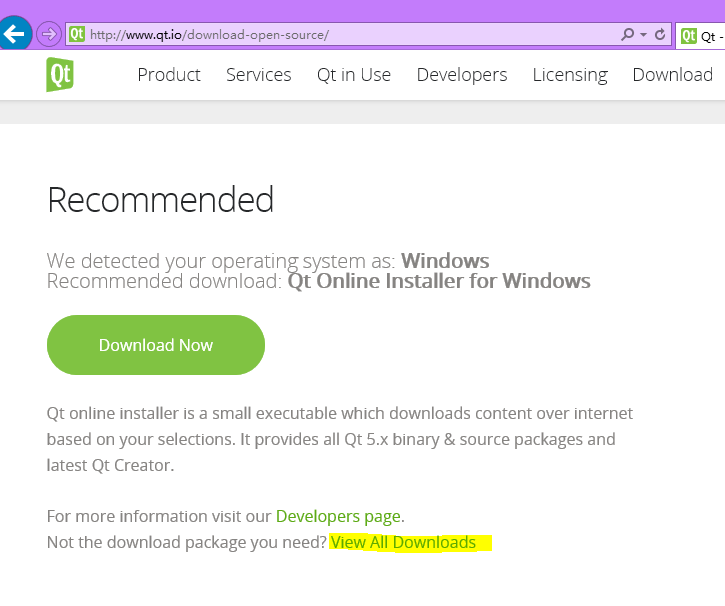 Qt http://www.qt.io/download-open-source/ Qt Qt -
Qt Product Services Qt in Use Developers Licensing Download
Recommended
We detected your operating system as: Windows
Recommended download: Qt Online Installer for Windows
Download Now
Qt online installer is a small executable which downloads content over internet
based on your selections. It provides all Qt 5.x binary & source packages and
latest Qt Creator.
For more information visit our Developers page.
Not the download package you need? View All Downloads